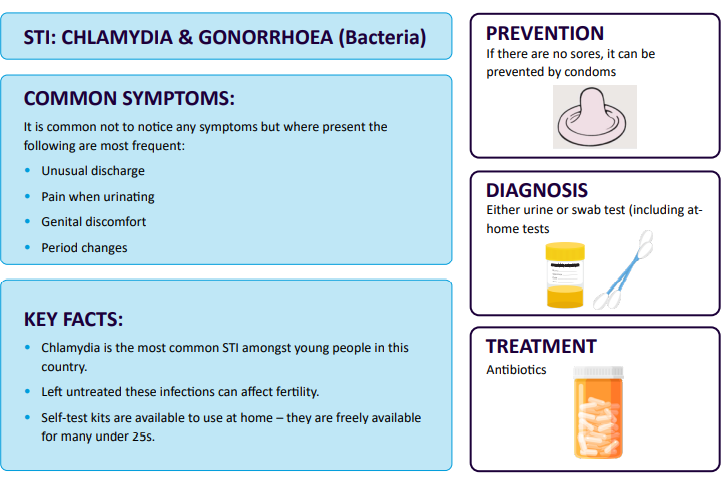 STI: CHLAMYDIA & GONORRHOEA (Bacteria)
COMMON SYMPTOMS:
It is common not to notice any symptoms but where present the
following are most frequent:
• Unusual discharge
• Pain when urinating
• Genital discomfort
• Period changes
KEY FACTS:
• Chlamydia is the most common STI amongst young people in this
country.
• Left untreated these infections can affect fertility.
• Self-test kits are available to use at home – they are freely available
for many under 25s.
PREVENTION
If there are no sores, it can be
prevented by condoms
DIAGNOSIS
Either urine or swab test (including at-
home tests
TREATMENT
Antibiotics